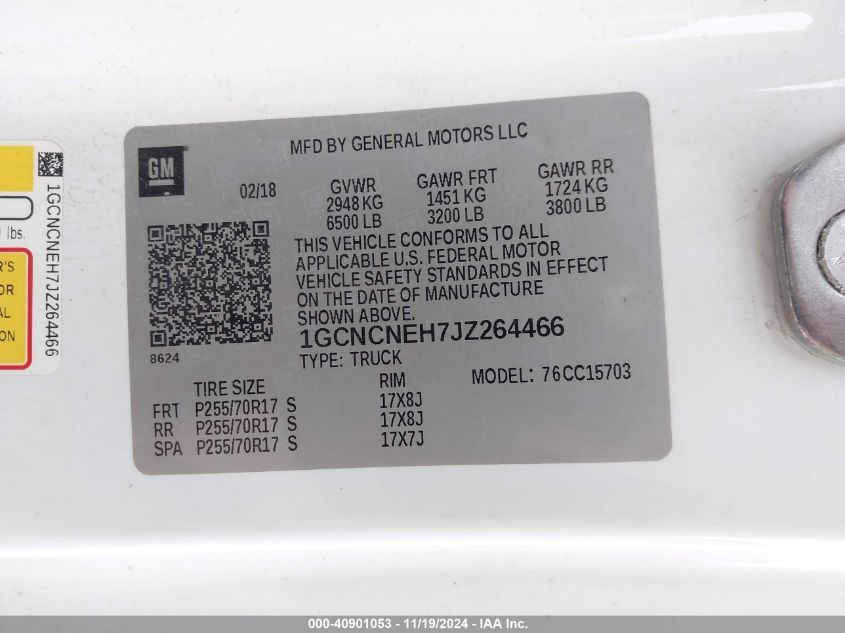 MFD BY GENERAL MOTORS LLC
GM
02/18
GVWR GAWR FRT GAWR RR
2948 KG 1451 KG 1724 KG
6500 LB 3200 LB 3800 LB
THIS VEHICLE CONFORMS TO ALL
APPLICABLE U.S. FEDERAL MOTOR
VEHICLE SAFETY STANDARDS IN EFFECT
ON THE DATE OF MANUFACTURE
SHOWN ABOVE.
1GCNCNEH7JZ264466
8624
TYPE: TRUCK
MODEL: 76CC15703
TIRE SIZE RIM
FRT P255/70R17 S 17X8J
RR P255/70R17 S 17X8J
SPA P255/70R17 S 17X7J
1GCNCNEH7JZ264466
lbs.
R'S
OR
AL
ION
000-40901053 - 11/19/2024 - IAA Inc.